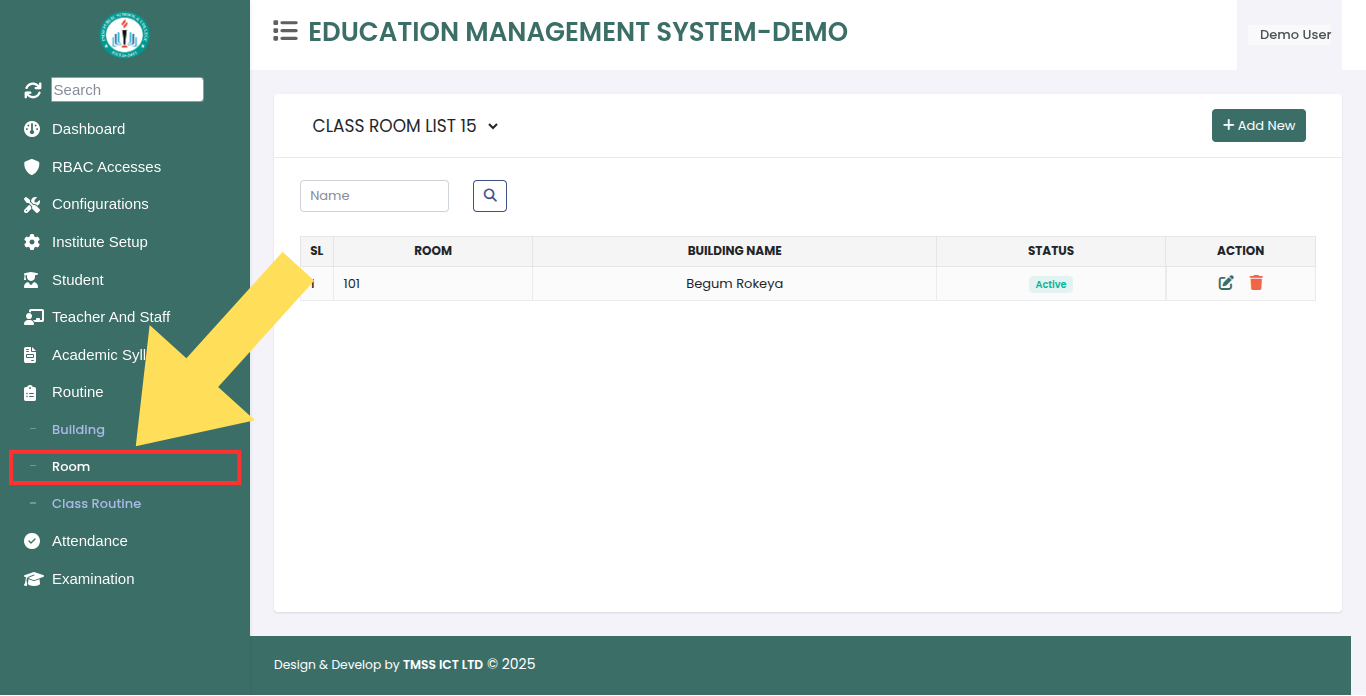 EDUCATION MANAGEMENT SYSTEM-DEMO
Demo User
Search
Dashboard
RBAC Accesses
Configurations
Institute Setup
Student
Teacher And Staff
Academic Syll
Routine
Building
Room
Class Routine
Attendance
Examination
CLASS ROOM LIST 15
+ Add New
Name
SL ROOM BUILDING NAME STATUS ACTION
1 101 Begum Rokeya Active
Design & Develop by TMSS ICT LTD © 2025